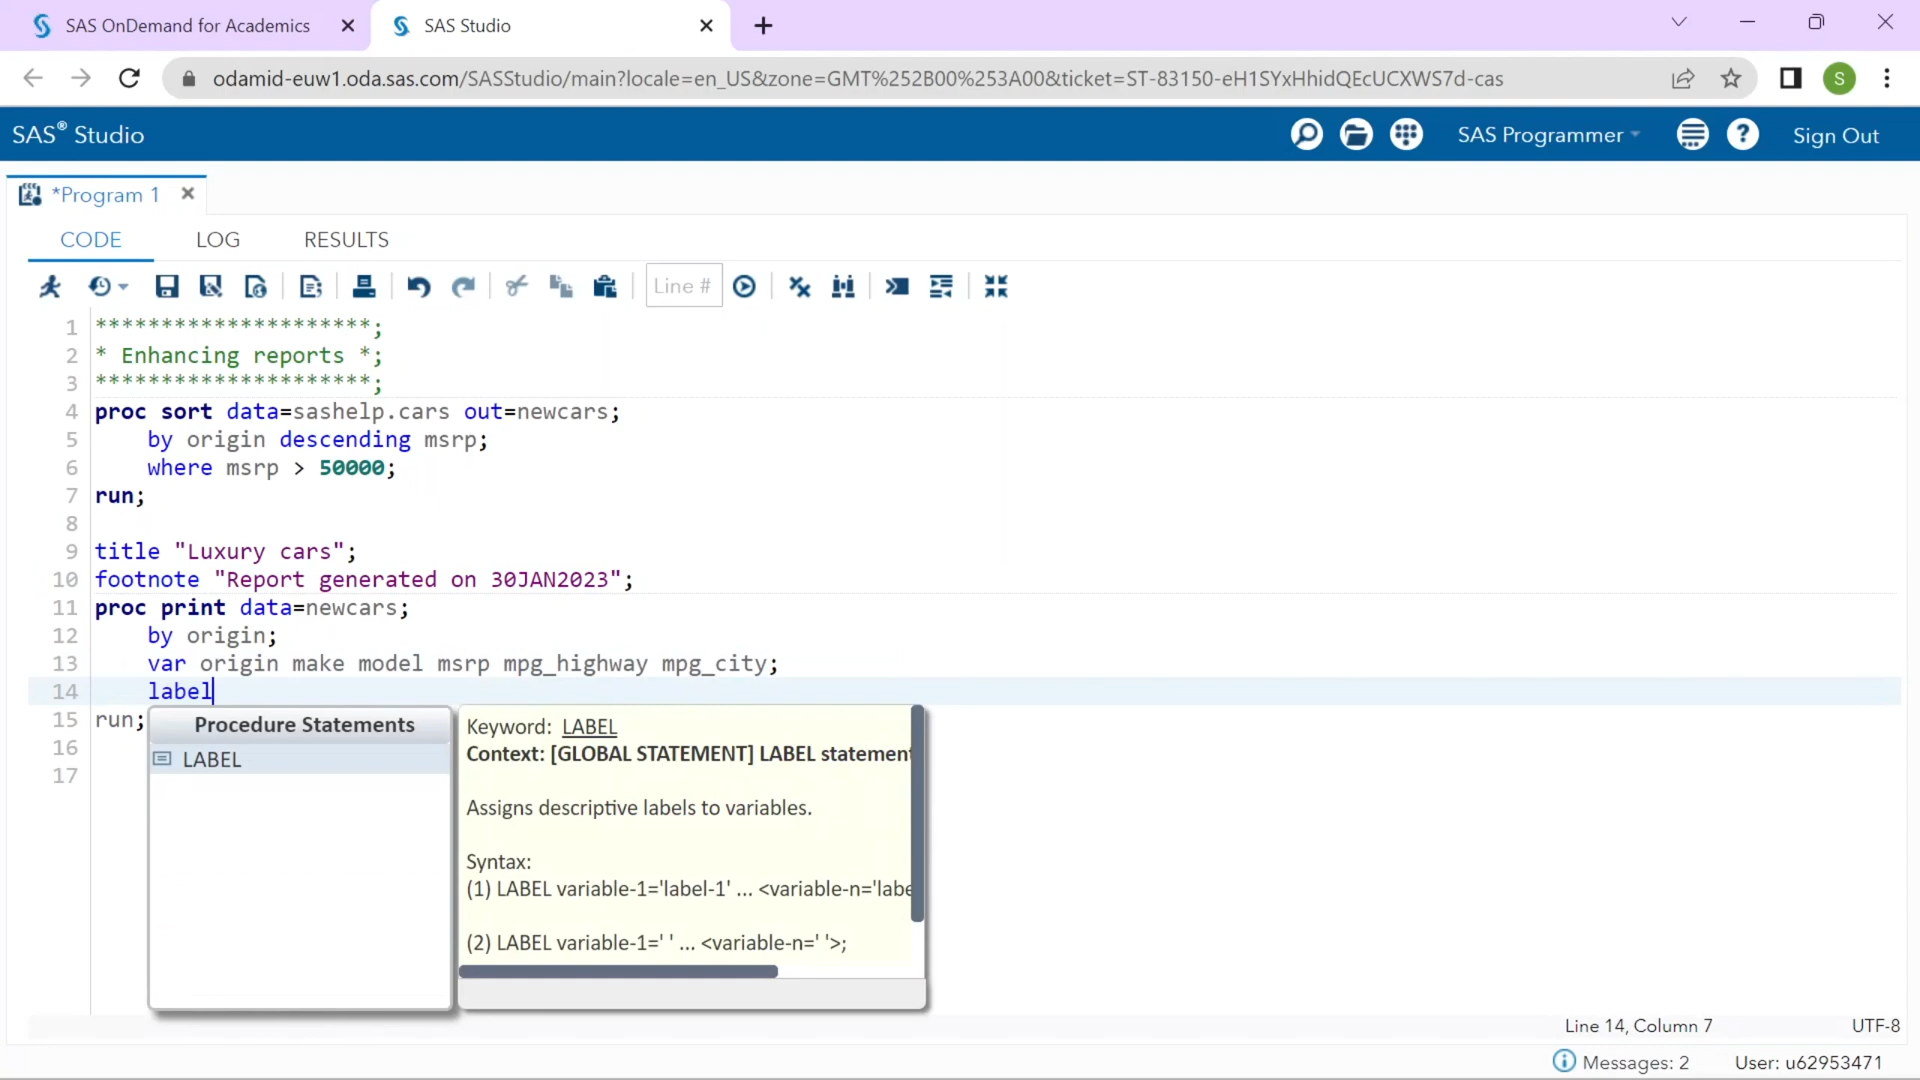 SAS OnDemand for Academics
SAS Studio
odamid-euw1.oda.sas.com/SASStudio/main?locale=en_US&zone=GMT%252B00%253A00&ticket=ST-83150-eH1SYxHhidQEcUCXWS7d-cas
S
SAS® Studio
SAS Programmer
Sign Out
*Program 1
CODE
LOG
RESULTS
Line #
1 *********************;
2 * Enhancing reports *;
3 *********************;
4 proc sort data=sashelp.cars out=newcars;
5 by origin descending msrp;
6 where msrp > 50000;
7 run;
8
9 title "Luxury cars";
10 footnote "Report generated on 30JAN2023";
11 proc print data=newcars;
12 by origin;
13 var origin make model msrp mpg_highway mpg_city;
14 label
15 run;
16
17
Procedure Statements
LABEL
Keyword: LABEL
Context: [GLOBAL STATEMENT] LABEL statement
Assigns descriptive labels to variables.
Syntax:
(1) LABEL variable-1='label-1' ... <variable-n='labe
(2) LABEL variable-1=' ' ... <variable-n=' '>;
Line 14, Column 7
UTF-8
Messages: 2
User: u62953471